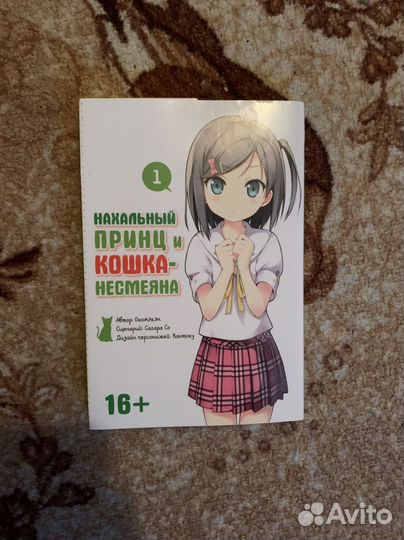 1
НАХАЛЬНЫЙ
ПРИНЦ И
КОШКА-
НЕСМЕЯНА
Автор: Окомэкэн
Сценарий: Сагара Со
Дизайн персонажей: Кантоку
16+
Avito